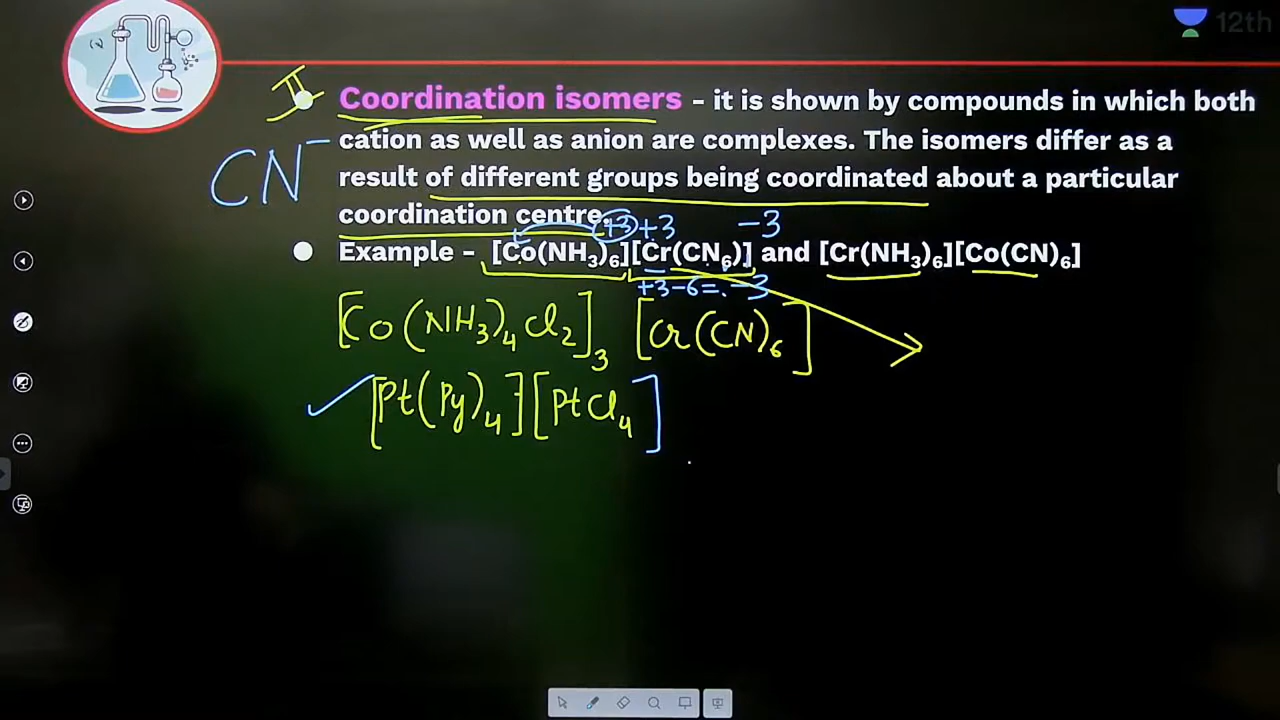 12th
II
Coordination isomers - it is shown by compounds in which both
cation as well as anion are complexes. The isomers differ as a
result of different groups being coordinated about a particular
coordination centre.
CN⁻
+3 +3 -3
Example - [Co(NH₃)₆][Cr(CN₆)] and [Cr(NH₃)₆][Co(CN)₆]
+3-6=-3
[Co(NH₃)₄Cl₂]₃ [Cr(CN)₆]
[Pt(Py)₄][PtCl₄]